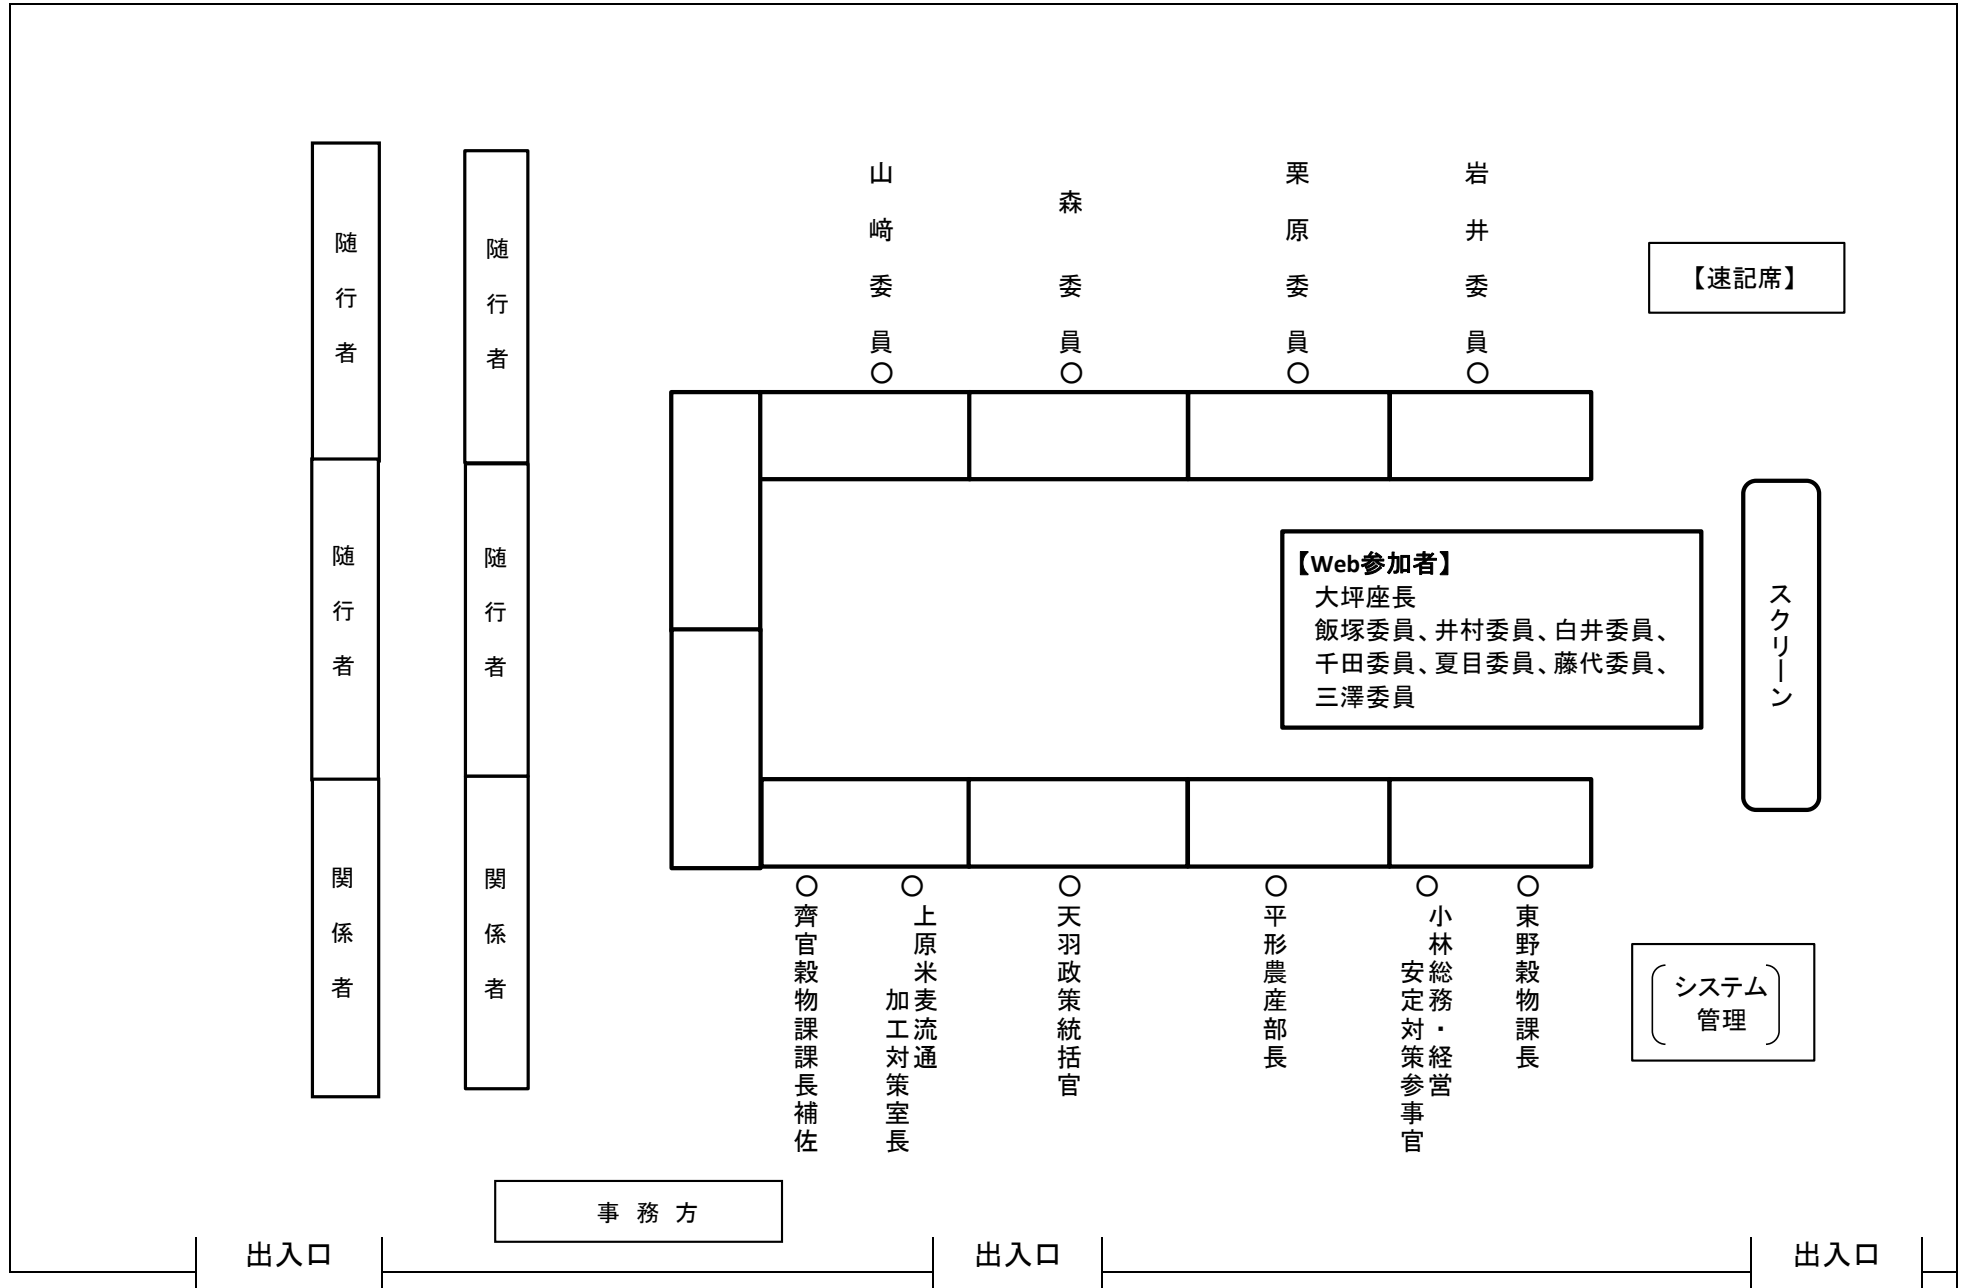 山﨑委員○
森 委員○
栗原委員○
岩井委員○
【速記席】
随行者
随行者
随行者
随行者
関係者
関係者
【Web参加者】
大坪座長
飯塚委員、井村委員、白井委員、
千田委員、夏目委員、藤代委員、
三澤委員
スクリーン
○齊官穀物課課長補佐
○上原米麦流通
加工対策室長
○天羽政策統括官
○平形農産部長
○小林総務・経営
安定対策参事官
○東野穀物課長
システム
管理
事 務 方
出入口
出入口
出入口